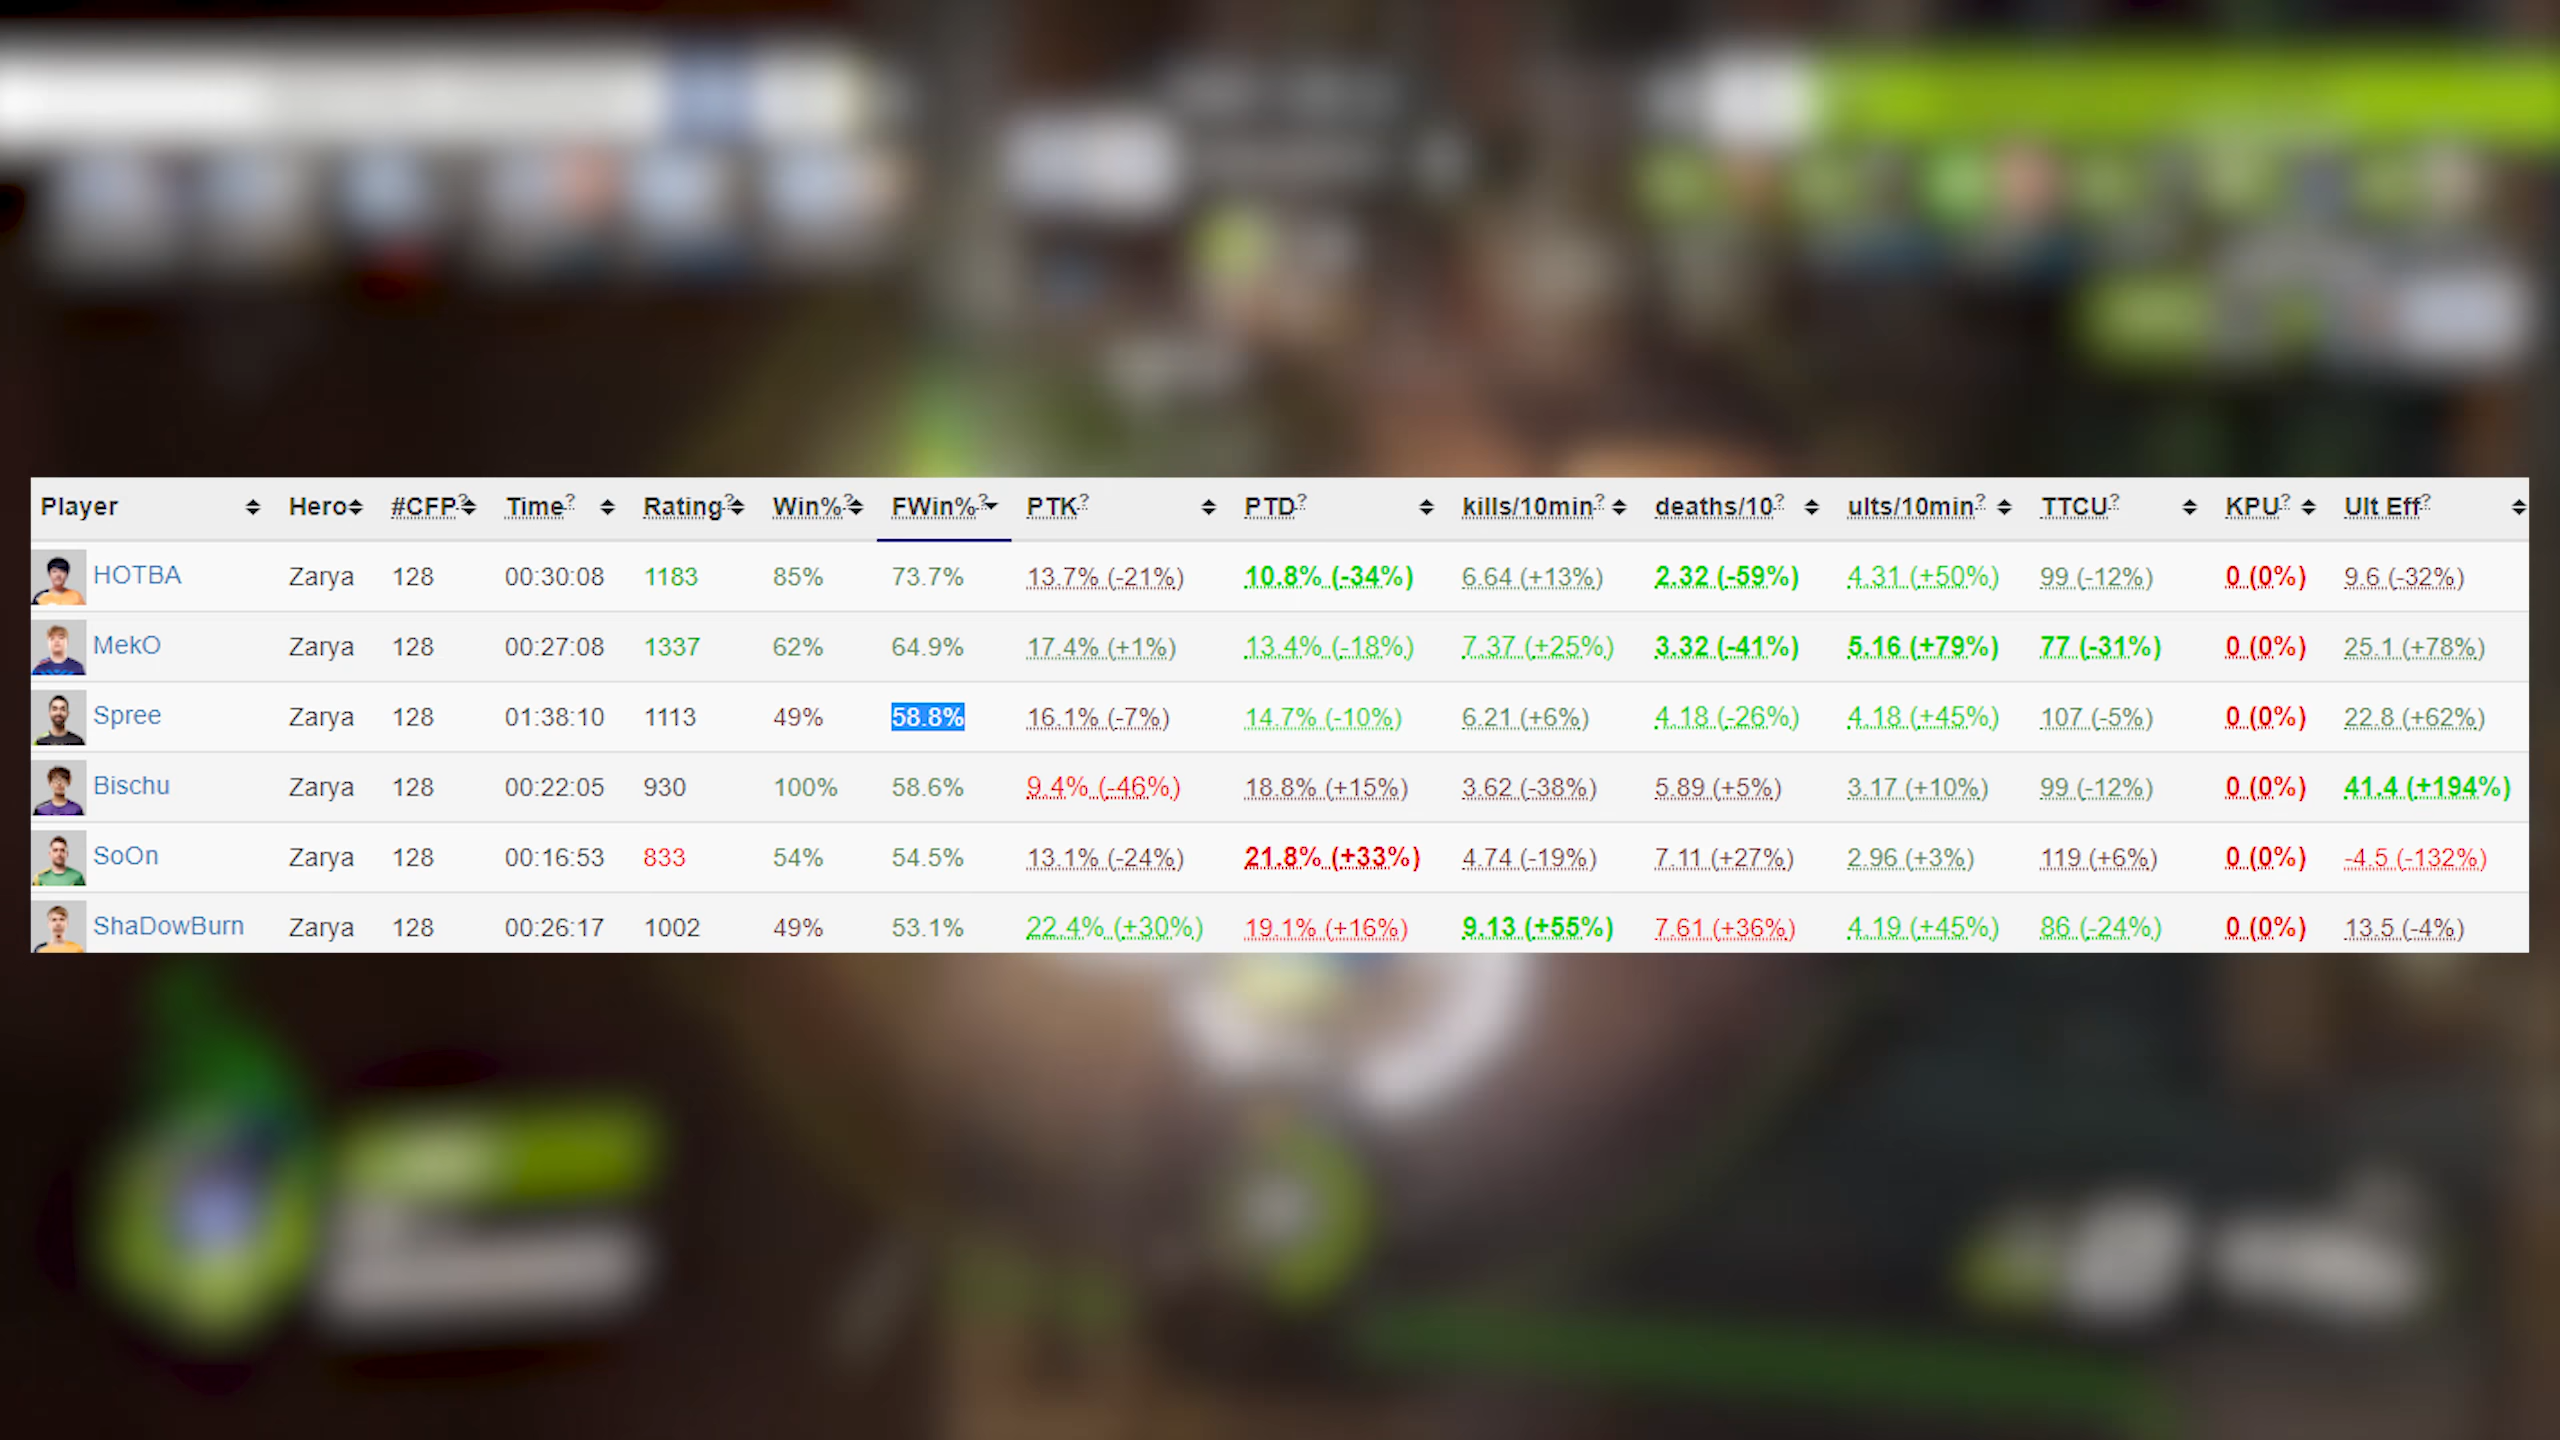 Player Hero #CFP? Time? Rating? Win%? FWin%? PTK? PTD? kills/10min? deaths/10? ults/10min? TTCU? KPU? Ult Eff?
HOTBA Zarya 128 00:30:08 1183 85% 73.7% 13.7% (-21%) 10.8% (-34%) 6.64 (+13%) 2.32 (-59%) 4.31 (+50%) 99 (-12%) 0 (0%) 9.6 (-32%)
MekO Zarya 128 00:27:08 1337 62% 64.9% 17.4% (+1%) 13.4% (-18%) 7.37 (+25%) 3.32 (-41%) 5.16 (+79%) 77 (-31%) 0 (0%) 25.1 (+78%)
Spree Zarya 128 01:38:10 1113 49% 58.8% 16.1% (-7%) 14.7% (-10%) 6.21 (+6%) 4.18 (-26%) 4.18 (+45%) 107 (-5%) 0 (0%) 22.8 (+62%)
Bischu Zarya 128 00:22:05 930 100% 58.6% 9.4% (-46%) 18.8% (+15%) 3.62 (-38%) 5.89 (+5%) 3.17 (+10%) 99 (-12%) 0 (0%) 41.4 (+194%)
SoOn Zarya 128 00:16:53 833 54% 54.5% 13.1% (-24%) 21.8% (+33%) 4.74 (-19%) 7.11 (+27%) 2.96 (+3%) 119 (+6%) 0 (0%) -4.5 (-132%)
ShaDowBurn Zarya 128 00:26:17 1002 49% 53.1% 22.4% (+30%) 19.1% (+16%) 9.13 (+55%) 7.61 (+36%) 4.19 (+45%) 86 (-24%) 0 (0%) 13.5 (-4%)